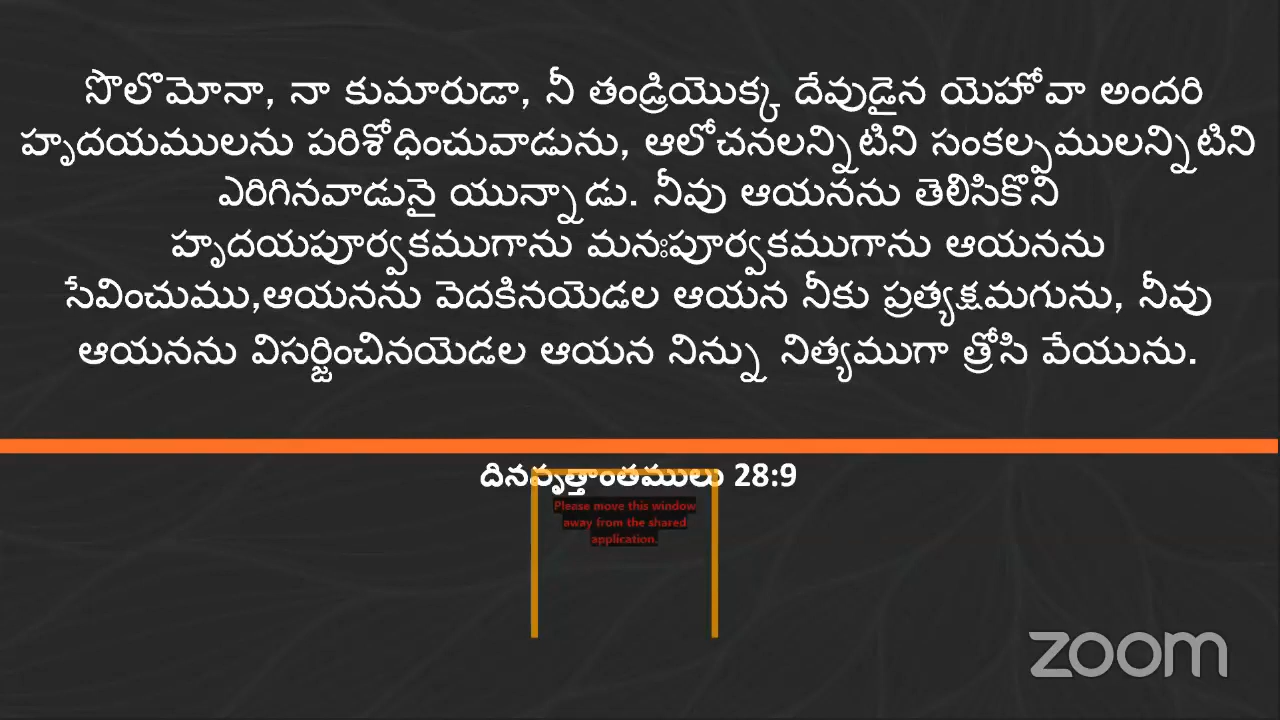 సొలొమోనా, నా కుమారుడా, నీ తండ్రియొక్క దేవుడైన యెహోవా అందరి
హృదయములను పరిశోధించువాడును, ఆలోచనలన్నిటిని సంకల్పములన్నిటిని
ఎరిగినవాడునై యున్నాడు. నీవు ఆయనను తెలిసికొని
హృదయపూర్వకముగాను మనఃపూర్వకముగాను ఆయనను
సేవించుము,ఆయనను వెదకినయెడల ఆయన నీకు ప్రత్యక్షమగును, నీవు
ఆయనను విసర్జించినయెడల ఆయన నిన్ను నిత్యముగా త్రోసి వేయును.
దినవృత్తాంతములు 28:9
Please move this window
away from the shared
application.
zoom